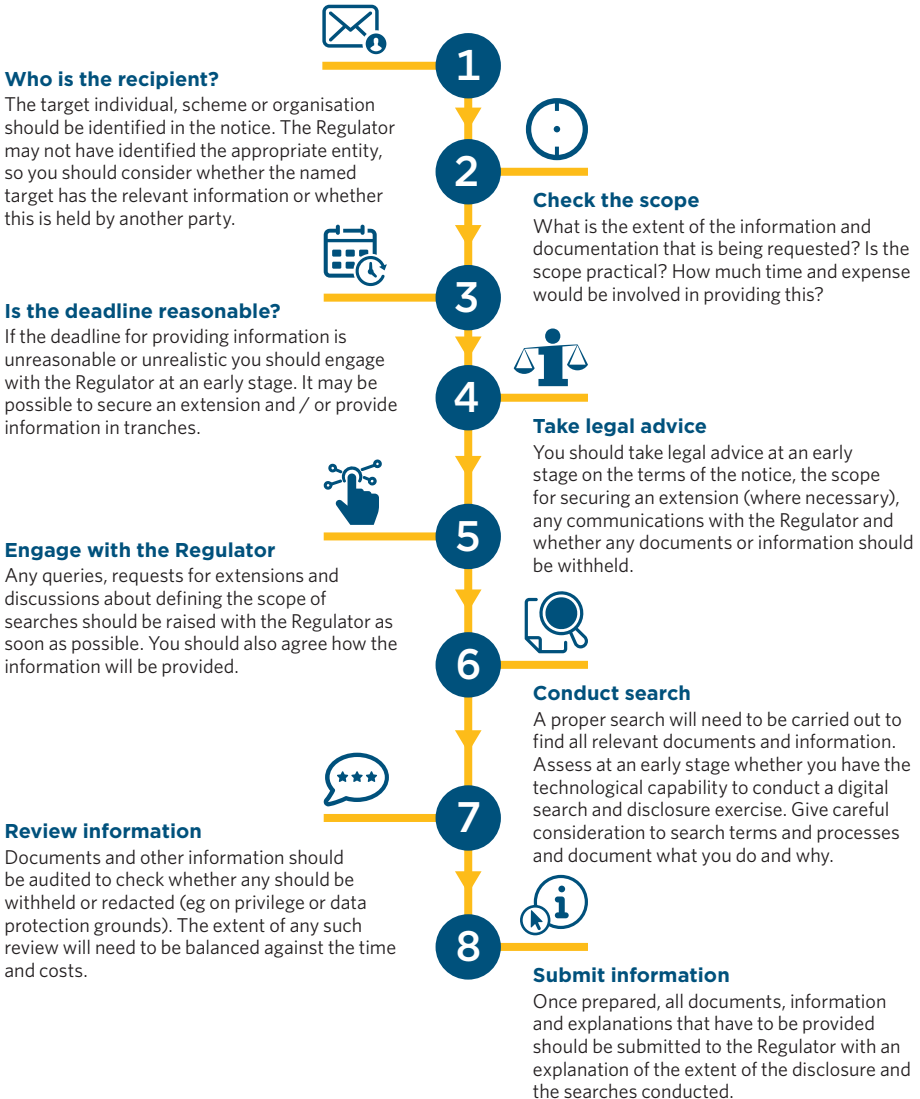 1
Who is the recipient?
The target individual, scheme or organisation
should be identified in the notice. The Regulator
may not have identified the appropriate entity,
so you should consider whether the named
target has the relevant information or whether
this is held by another party.
2
Check the scope
What is the extent of the information and
documentation that is being requested? Is the
scope practical? How much time and expense
would be involved in providing this?
3
Is the deadline reasonable?
If the deadline for providing information is
unreasonable or unrealistic you should engage
with the Regulator at an early stage. It may be
possible to secure an extension and / or provide
information in tranches.
4
Take legal advice
You should take legal advice at an early
stage on the terms of the notice, the scope
for securing an extension (where necessary),
any communications with the Regulator and
whether any documents or information should
be withheld.
5
Engage with the Regulator
Any queries, requests for extensions and
discussions about defining the scope of
searches should be raised with the Regulator as
soon as possible. You should also agree how the
information will be provided.
6
Conduct search
A proper search will need to be carried out to
find all relevant documents and information.
Assess at an early stage whether you have the
technological capability to conduct a digital
search and disclosure exercise. Give careful
consideration to search terms and processes
and document what you do and why.
7
Review information
Documents and other information should
be audited to check whether any should be
withheld or redacted (eg on privilege or data
protection grounds). The extent of any such
review will need to be balanced against the time
and costs.
8
Submit information
Once prepared, all documents, information
and explanations that have to be provided
should be submitted to the Regulator with an
explanation of the extent of the disclosure and
the searches conducted.